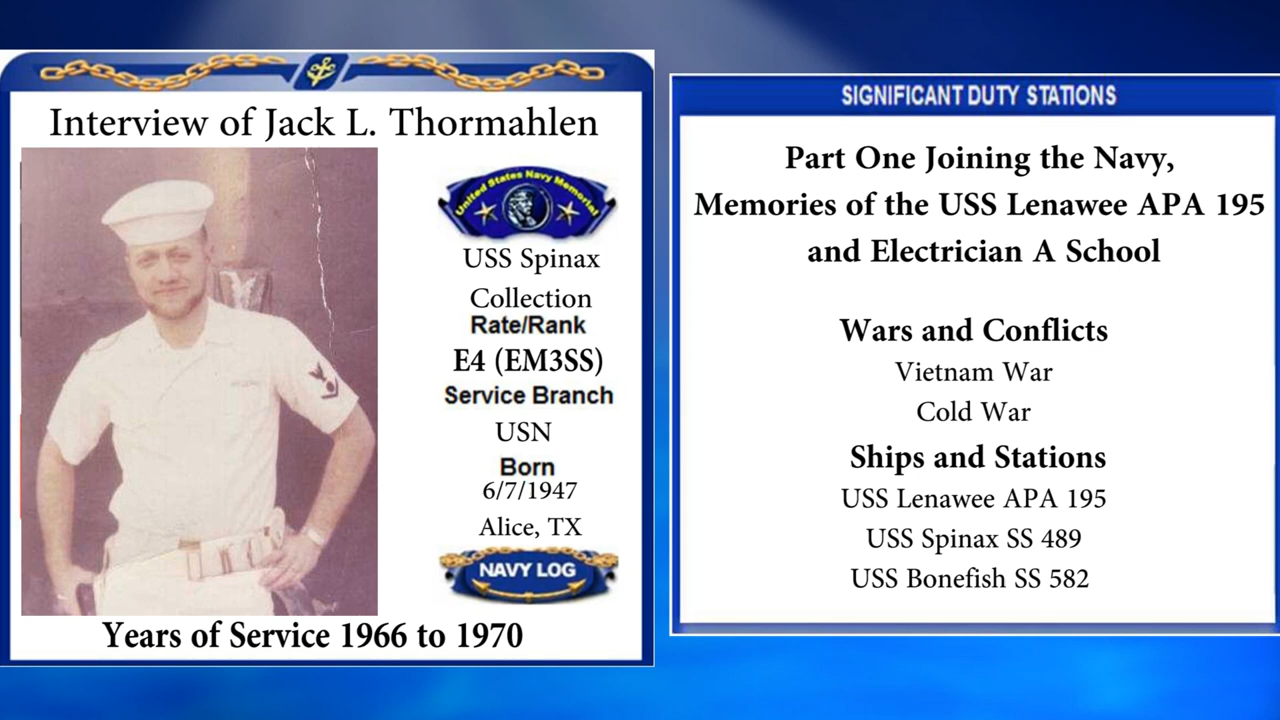 Interview of Jack L. Thormahlen
United States Navy Memorial
USS Spinax
Collection
Rate/Rank
E4 (EM3SS)
Service Branch
USN
Born
6/7/1947
Alice, TX
NAVY LOG
Years of Service 1966 to 1970
SIGNIFICANT DUTY STATIONS
Part One Joining the Navy,
Memories of the USS Lenawee APA 195
and Electrician A School
Wars and Conflicts
Vietnam War
Cold War
Ships and Stations
USS Lenawee APA 195
USS Spinax SS 489
USS Bonefish SS 582